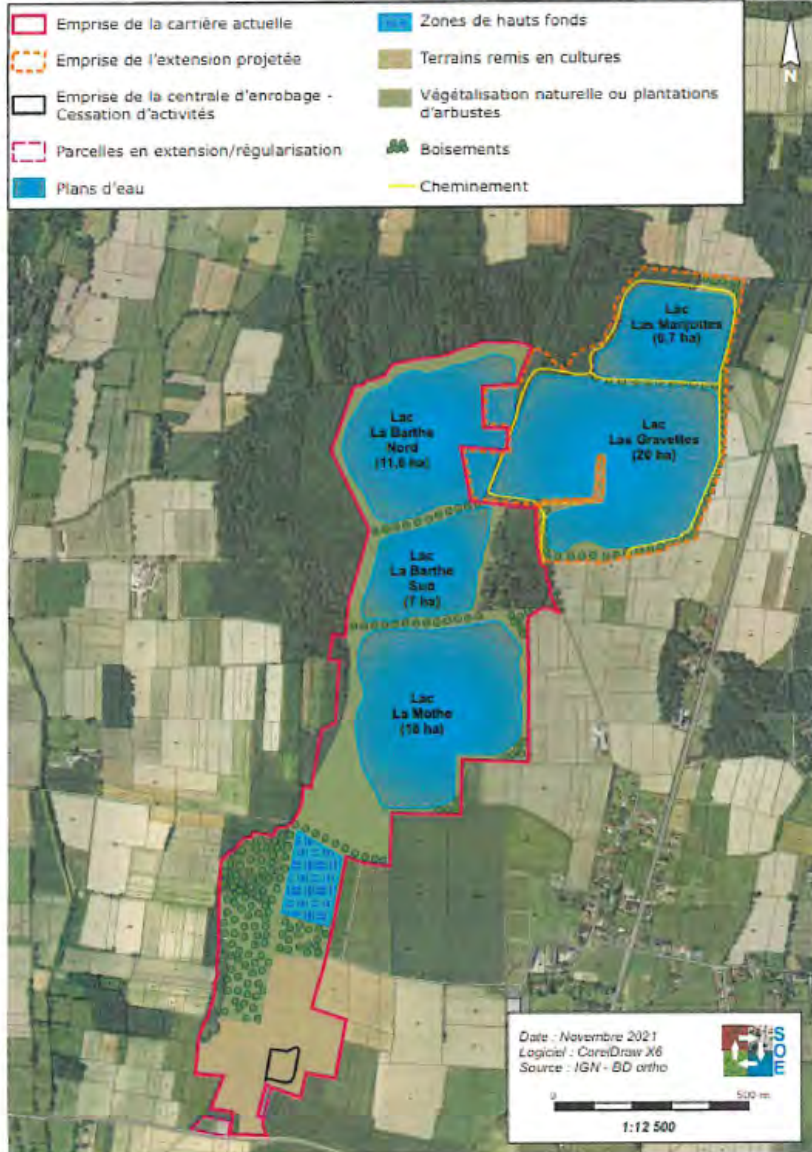 Emprise de la carrière actuelle
Emprise de l'extension projetée
Emprise de la centrale d'enrobage -
Cessation d'activités
Parcelles en extension/régularisation
Plans d'eau
Zones de hauts fonds
Terrains remis en cultures
Végétalisation naturelle ou plantations
d'arbustes
Boisements
Cheminement
N
Lac
Las Manjottes
(6,7 ha)
Lac
La Barthe
Nord
(11,6 ha)
Lac
Las Gravettes
(20 ha)
Lac
La Barthe
Sud
(7 ha)
Lac
La Mothe
(16 ha)
Date : Novembre 2021
Logiciel : CorelDraw X6
Source : IGN - BD ortho
SOE
0 500 m
1:12 500